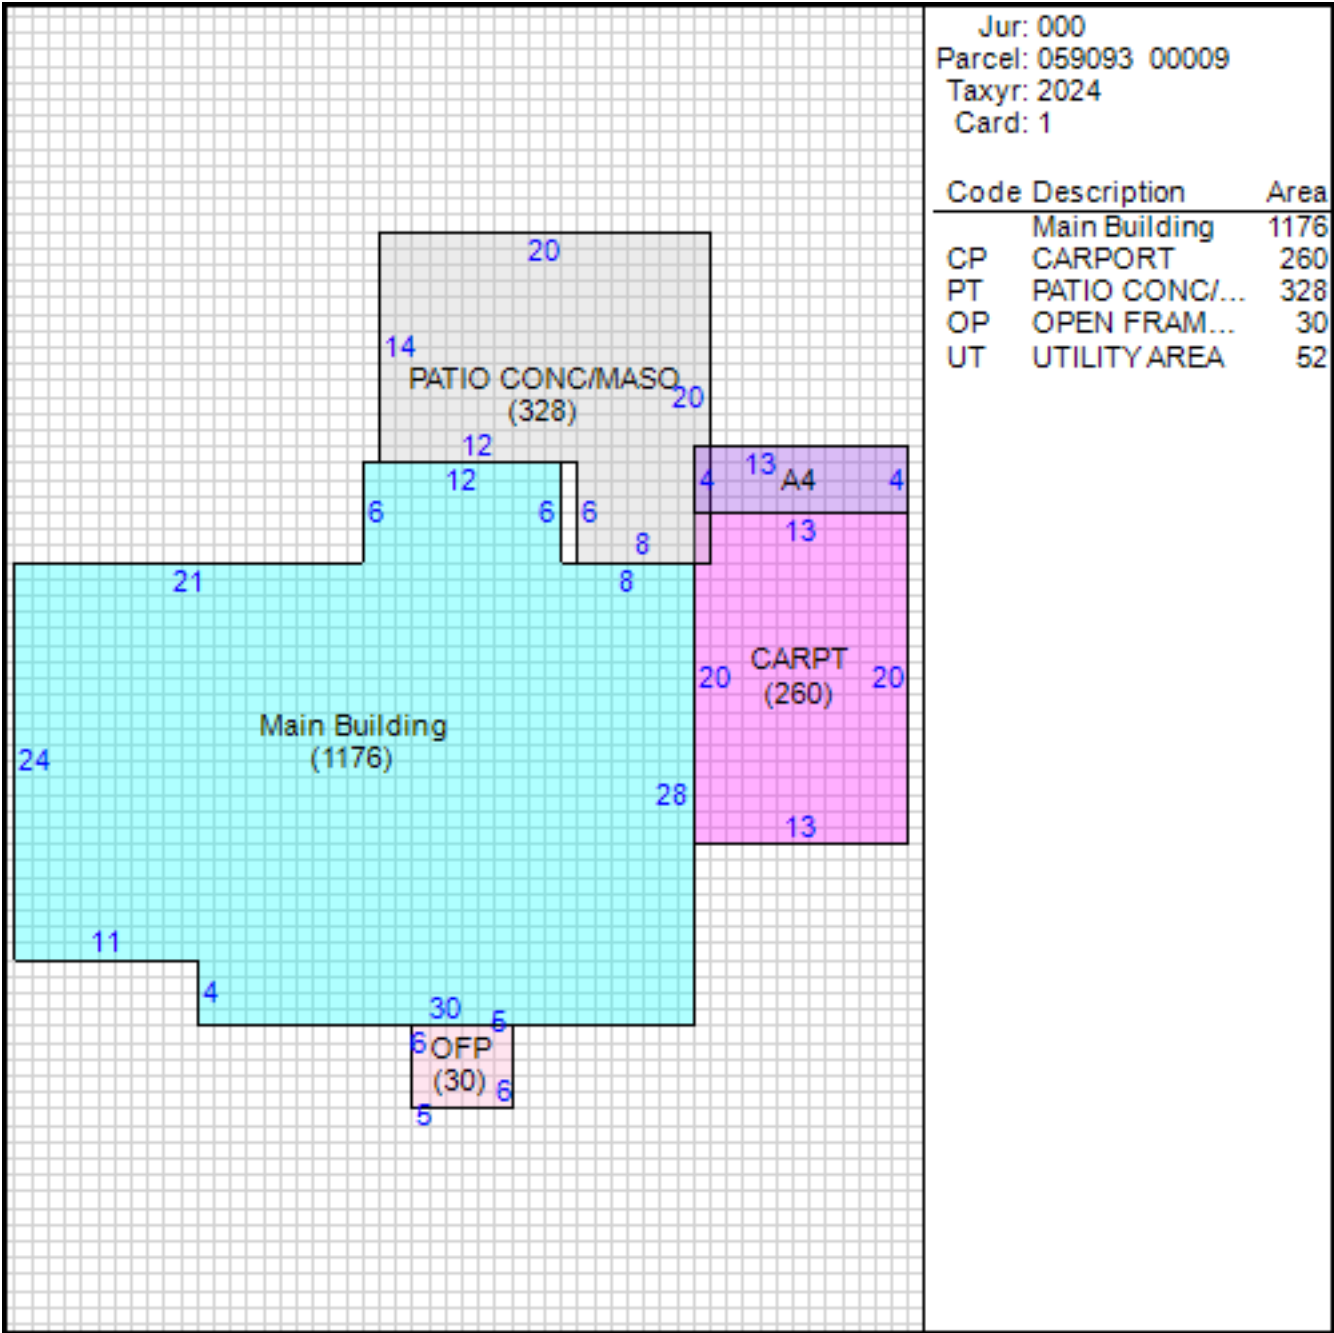 Jur: 000
Parcel: 059093 00009
Taxyr: 2024
Card: 1
Code Description Area
Main Building 1176
CP CARPORT 260
PT PATIO CONC/... 328
OP OPEN FRAM... 30
UT UTILITY AREA 52
20
14
PATIO CONC/MASO
20
(328)
12
13
12
4
A4
4
6
6
6
13
8
21
8
CARPT
20
20
(260)
Main Building
24
(1176)
28
13
11
4
30
5
6
OFP
(30)
6
5